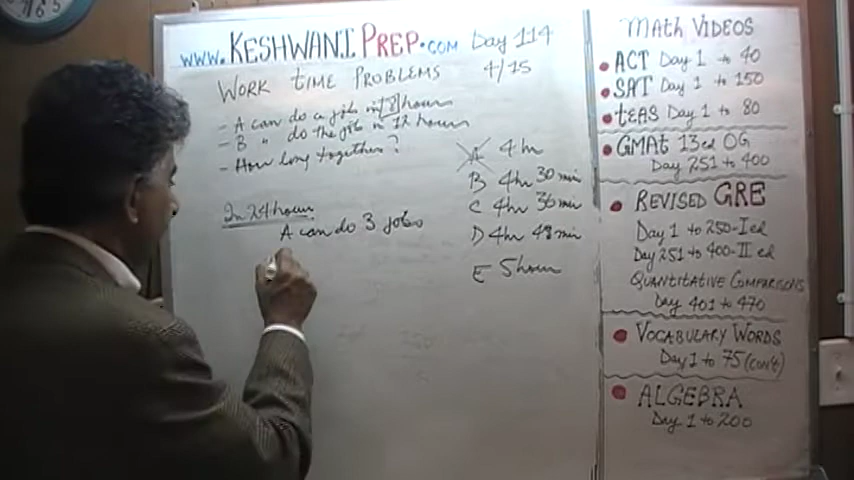 www.KESHWANI PREP.COM Day 114
WORK TIME PROBLEMS 4/15
- A can do a job in 8 hours
- B " do the job in 12 hours
- How long together?
A 4 hr
B 4hr 30 min
C 4hr 36 min
D 4hr 48 min
E 5 hour
In 24 hours
A can do 3 jobs
MATH VIDEOS
• ACT Day 1 to 40
• SAT Day 1 to 150
• tEAS Day 1 to 80
• GMAt 13ed OG
Day 251 to 400
• REVISED GRE
Day 1 to 250-I ed
Day 251 to 400-II ed
QUANTITATIVE COMPARISONS
Day 401 to 470
• VOCABULARY WORDS
Day 1 to 75 (con't)
• ALGEBRA
Day 1 to 200